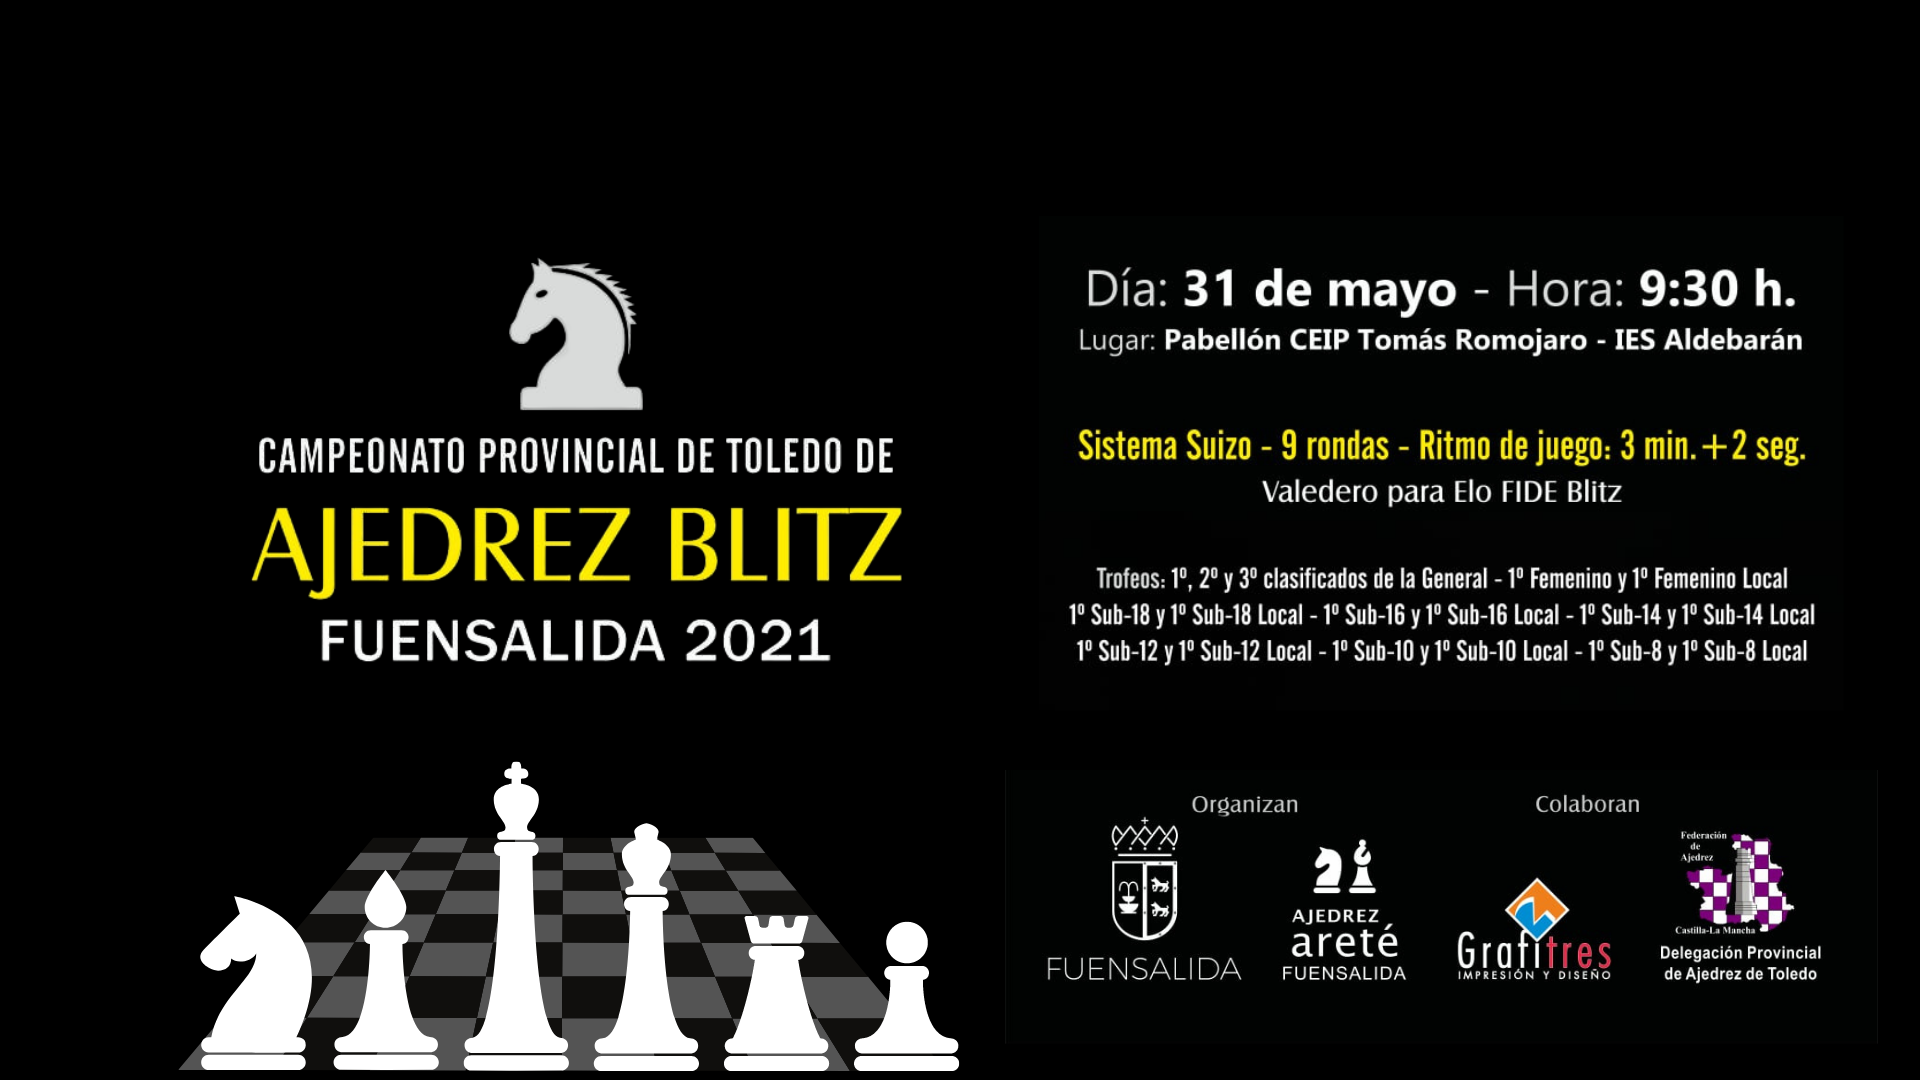 CAMPEONATO PROVINCIAL DE TOLEDO DE
AJEDREZ BLITZ
FUENSALIDA 2021
Día: 31 de mayo - Hora: 9:30 h.
Lugar: Pabellón CEIP Tomás Romojaro - IES Aldebarán
Sistema Suizo - 9 rondas - Ritmo de juego: 3 min.+2 seg.
Valedero para Elo FIDE Blitz
Trofeos: 1º, 2º y 3º clasificados de la General - 1º Femenino y 1º Femenino Local
1º Sub-18 y 1º Sub-18 Local - 1º Sub-16 y 1º Sub-16 Local - 1º Sub-14 y 1º Sub-14 Local
1º Sub-12 y 1º Sub-12 Local - 1º Sub-10 y 1º Sub-10 Local - 1º Sub-8 y 1º Sub-8 Local
Organizan
FUENSALIDA
AJEDREZ
areté
FUENSALIDA
Colaboran
Grafitres
IMPRESIÓN Y DISEÑO
Federación
de
Ajedrez
Castilla-La Mancha
Delegación Provincial
de Ajedrez de Toledo